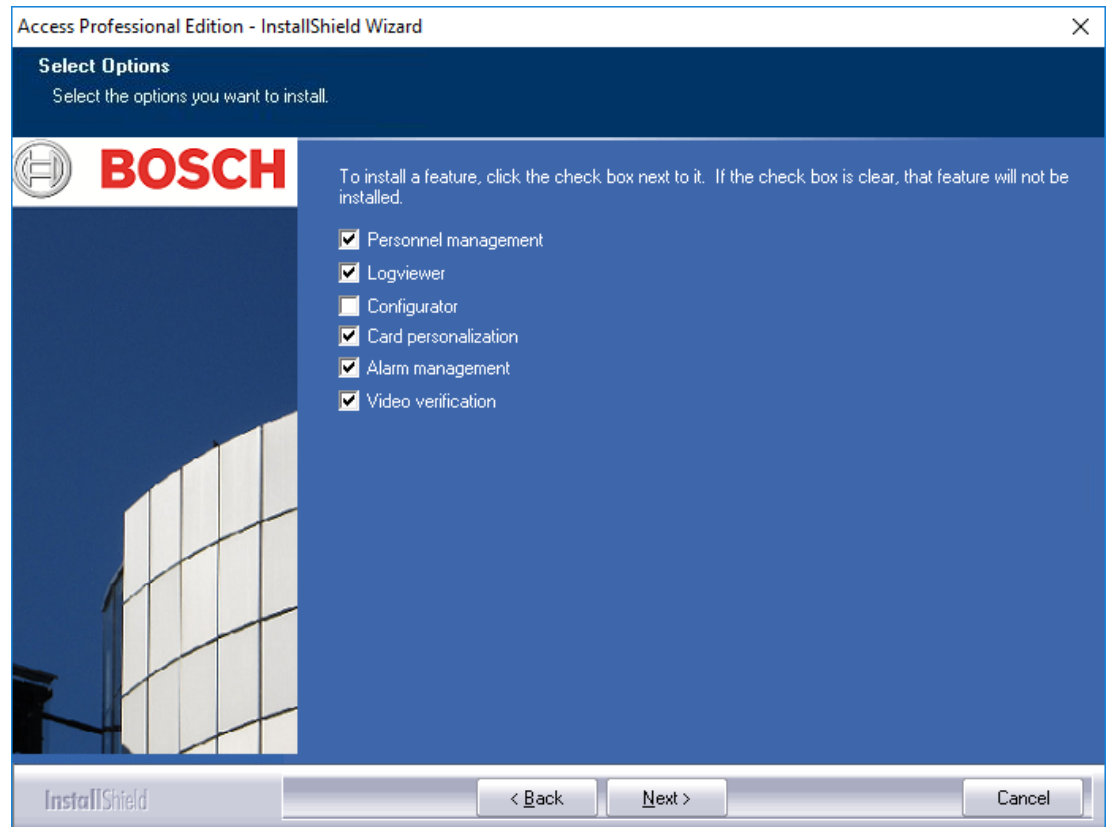 Access Professional Edition - InstallShield Wizard
Select Options
Select the options you want to install.
BOSCH
To install a feature, click the check box next to it.  If the check box is clear, that feature will not be
installed.
Personnel management
Logviewer
Configurator
Card personalization
Alarm management
Video verification
InstallShield
< Back
Next >
Cancel